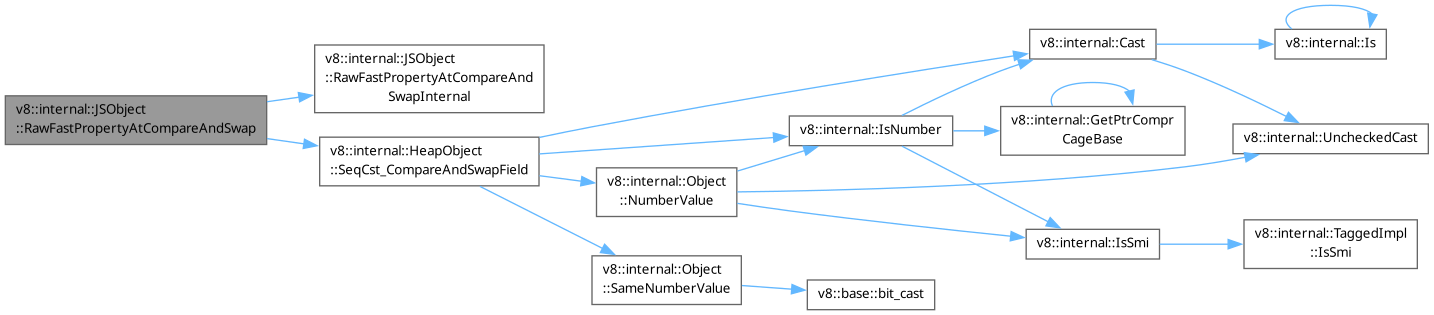 v8::internal::JSObject
::RawFastPropertyAtCompareAndSwap
v8::internal::JSObject
::RawFastPropertyAtCompareAnd
SwapInternal
v8::internal::HeapObject
::SeqCst_CompareAndSwapField
v8::internal::Object
::NumberValue
v8::internal::Object
::SameNumberValue
v8::internal::IsNumber
v8::base::bit_cast
v8::internal::Cast
v8::internal::GetPtrCompr
CageBase
v8::internal::IsSmi
v8::internal::Is
v8::internal::UncheckedCast
v8::internal::TaggedImpl
::IsSmi